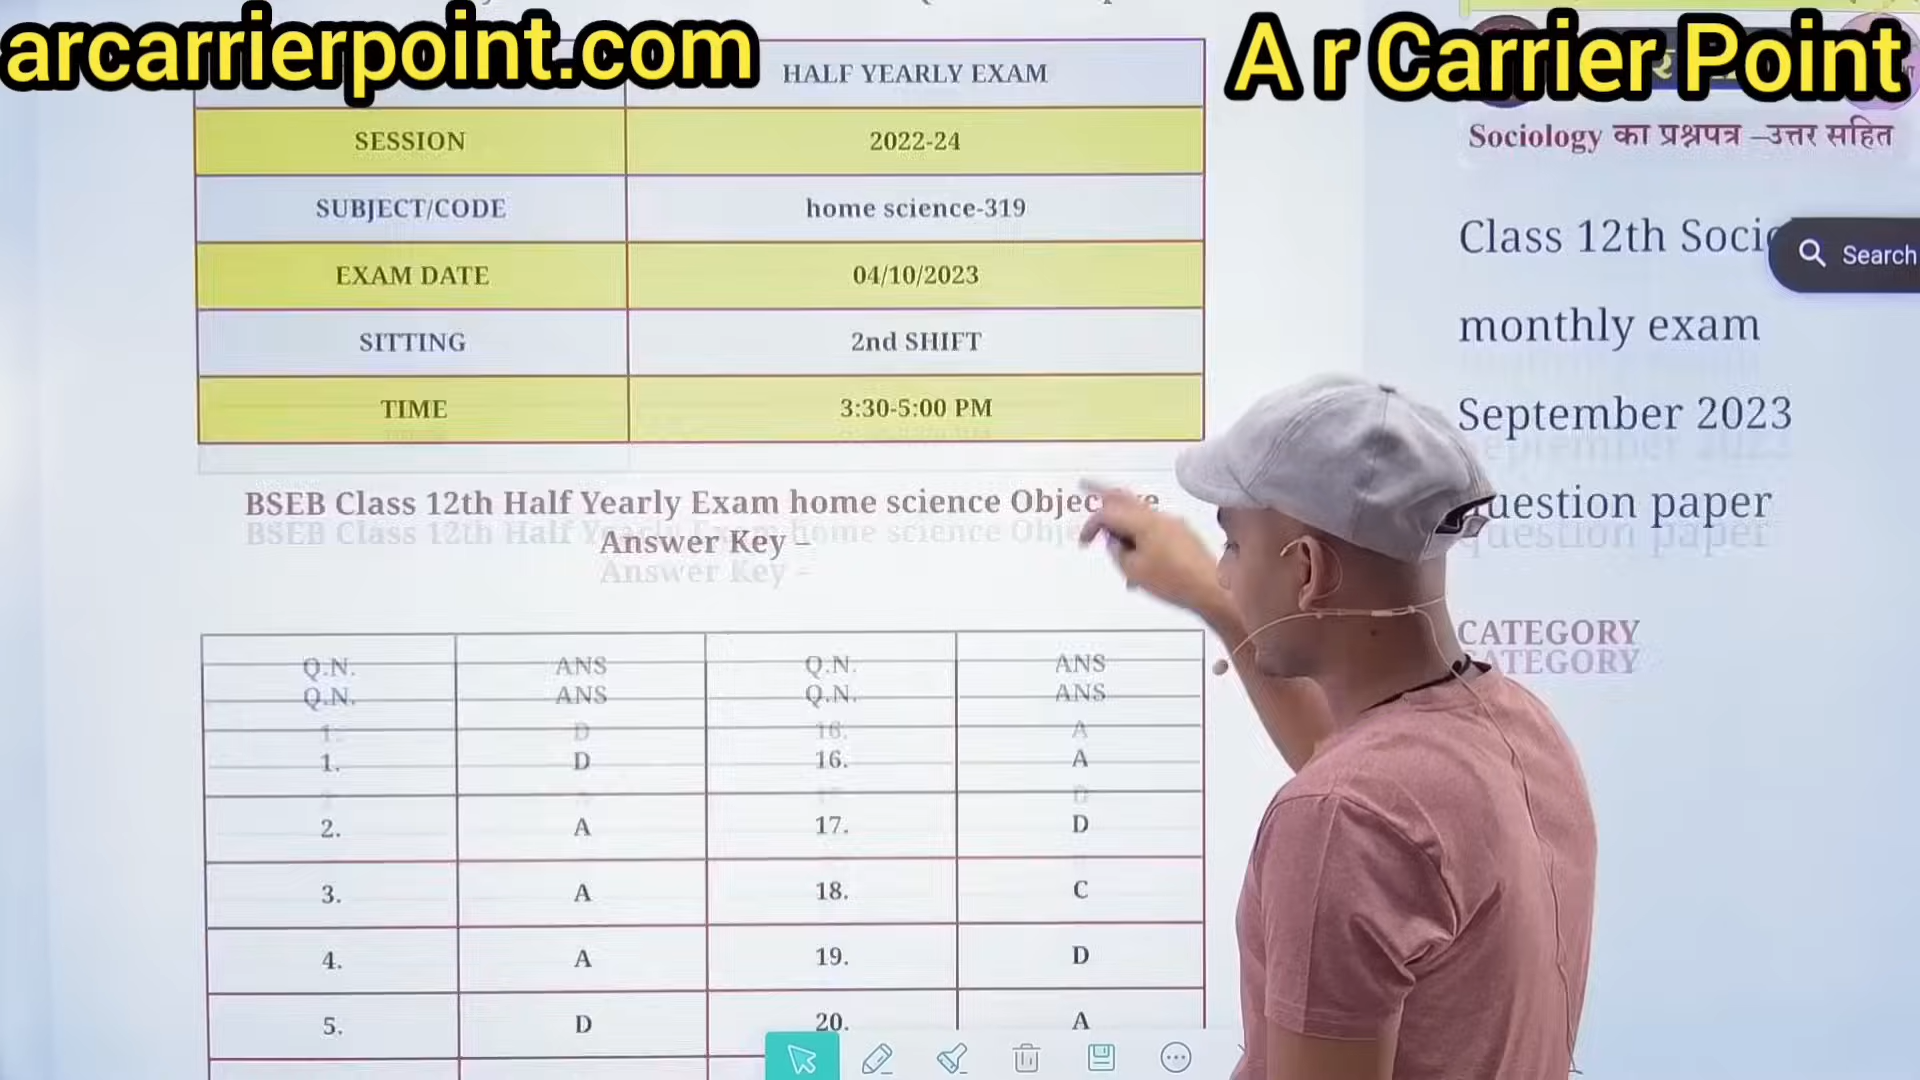 arcarrierpoint.com
A r Carrier Point
HALF YEARLY EXAM
SESSION 2022-24
SUBJECT/CODE home science-319
EXAM DATE 04/10/2023
SITTING 2nd SHIFT
TIME 3:30-5:00 PM
BSEB Class 12th Half Yearly Exam home science
Answer Key –
Q.N. ANS Q.N. ANS
1. D 16. A
2. A 17. D
3. A 18. C
4. A 19. D
5. D 20. A
Sociology का प्रश्नपत्र –उत्तर सहित
Class 12th
Search
monthly exam
September 2023
question paper
CATEGORY